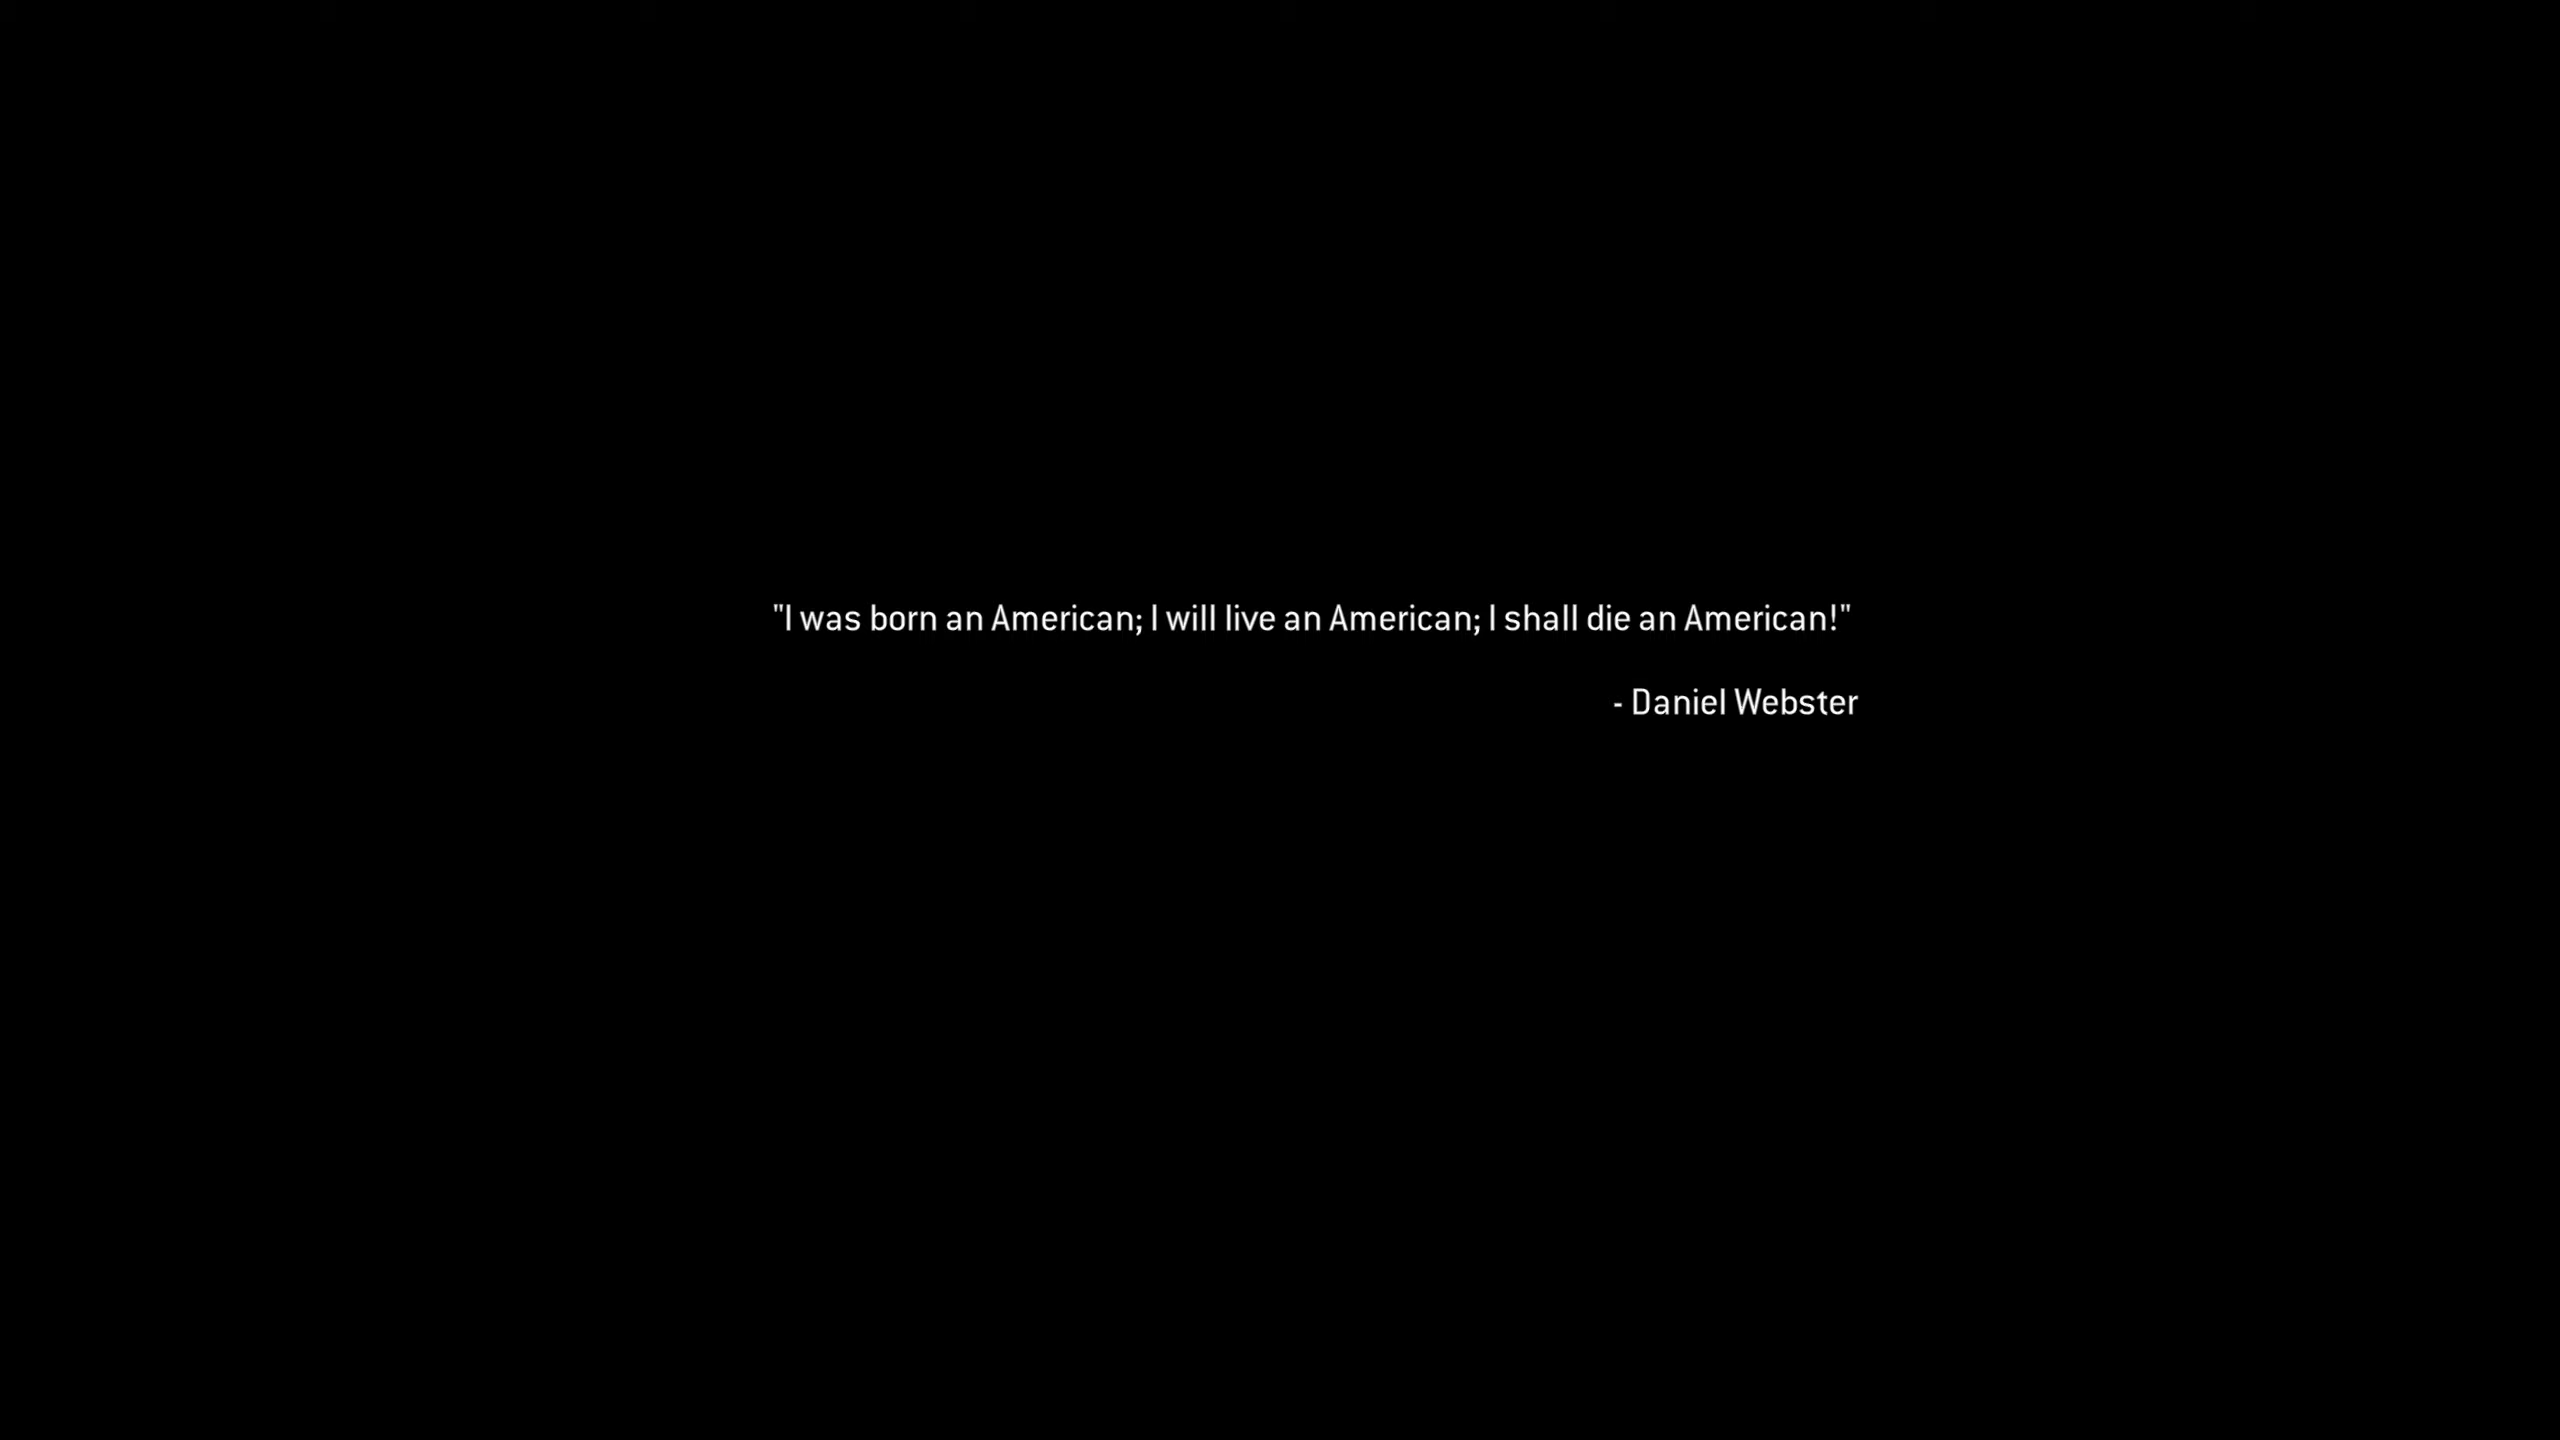 "I was born an American; I will live an American; I shall die an American!"
- Daniel Webster